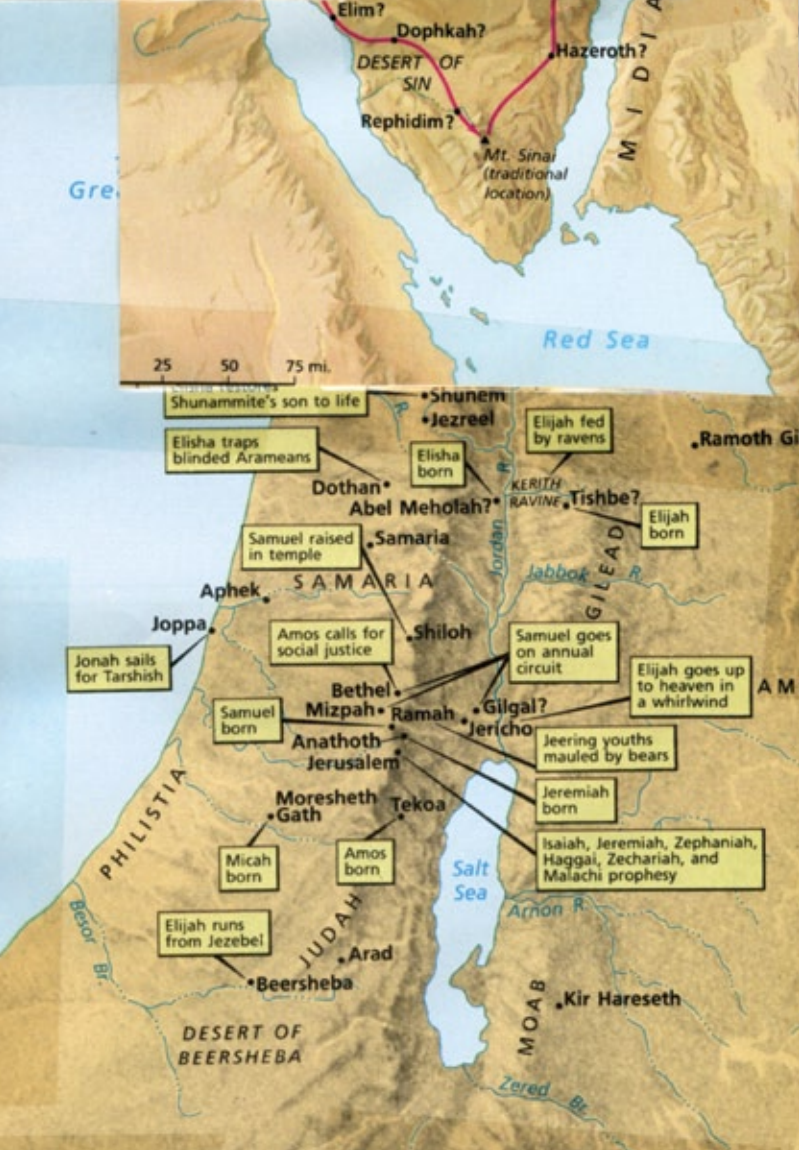 Elim?
Dophkah?
DESERT OF
SIN
Hazeroth?
MIDIA
Rephidim?
Mt. Sinai
(traditional
location)
Gre
Red Sea
25 50 75 mi.
Elisha restores
Shunammite's son to life
Shunem
Jezreel
R.
Elijah fed
by ravens
Ramoth Gi
Elisha traps
blinded Arameans
Elisha
born
Dothan
Abel Meholah?
KERITH
RAVINE
Tishbe?
Elijah
born
Samuel raised
in temple
Samaria
Jordan R.
GILEAD
SAMARIA
Jabbok R.
Aphek
Joppa
Jonah sails
for Tarshish
Amos calls for
social justice
Shiloh
Samuel goes
on annual
circuit
Elijah goes up
to heaven in
a whirlwind
AM
Bethel
Mizpah
Ramah
Gilgal?
Jericho
Samuel
born
Anathoth
Jerusalem
Jeering youths
mauled by bears
Jeremiah
born
PHILISTIA
Moresheth
Gath
Tekoa
Micah
born
Amos
born
Isaiah, Jeremiah, Zephaniah,
Haggai, Zechariah, and
Malachi prophesy
Salt
Sea
Arnon R.
Besor Br.
Elijah runs
from Jezebel
JUDAH
Arad
Beersheba
MOAB
Kir Hareseth
DESERT OF
BEERSHEBA
Zered Br.